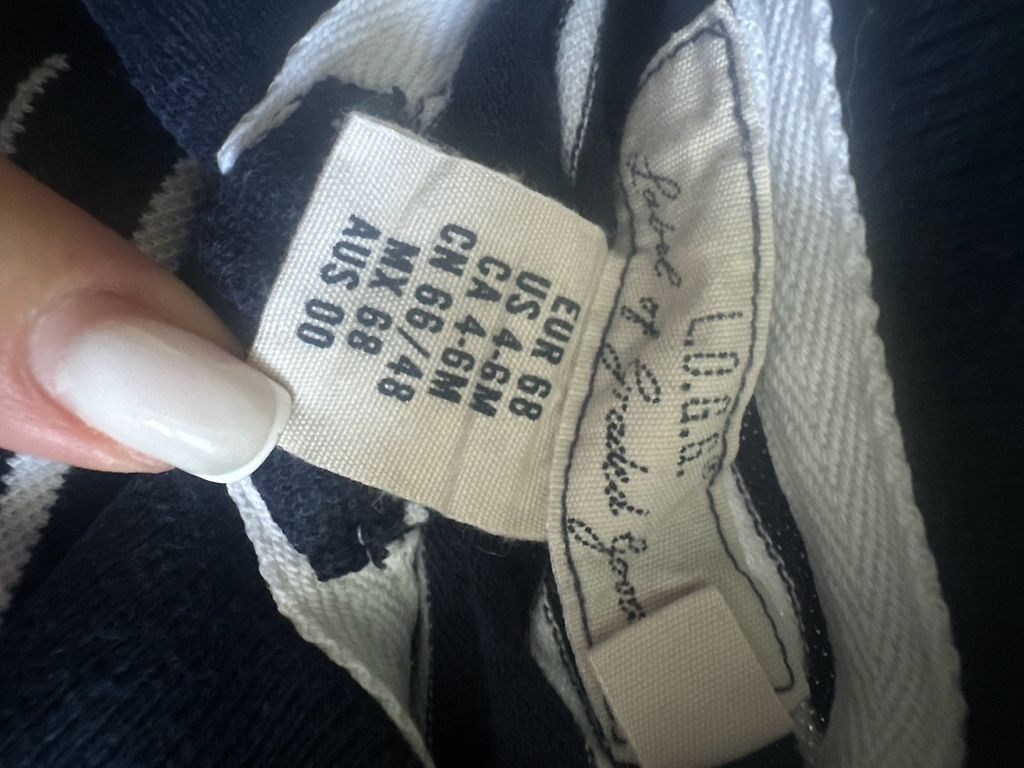 L.O.G.G.®
Label of Graded Goods
EUR 68
US 4-6M
CA 4-6M
CN 66/48
MX 68
AUS 00